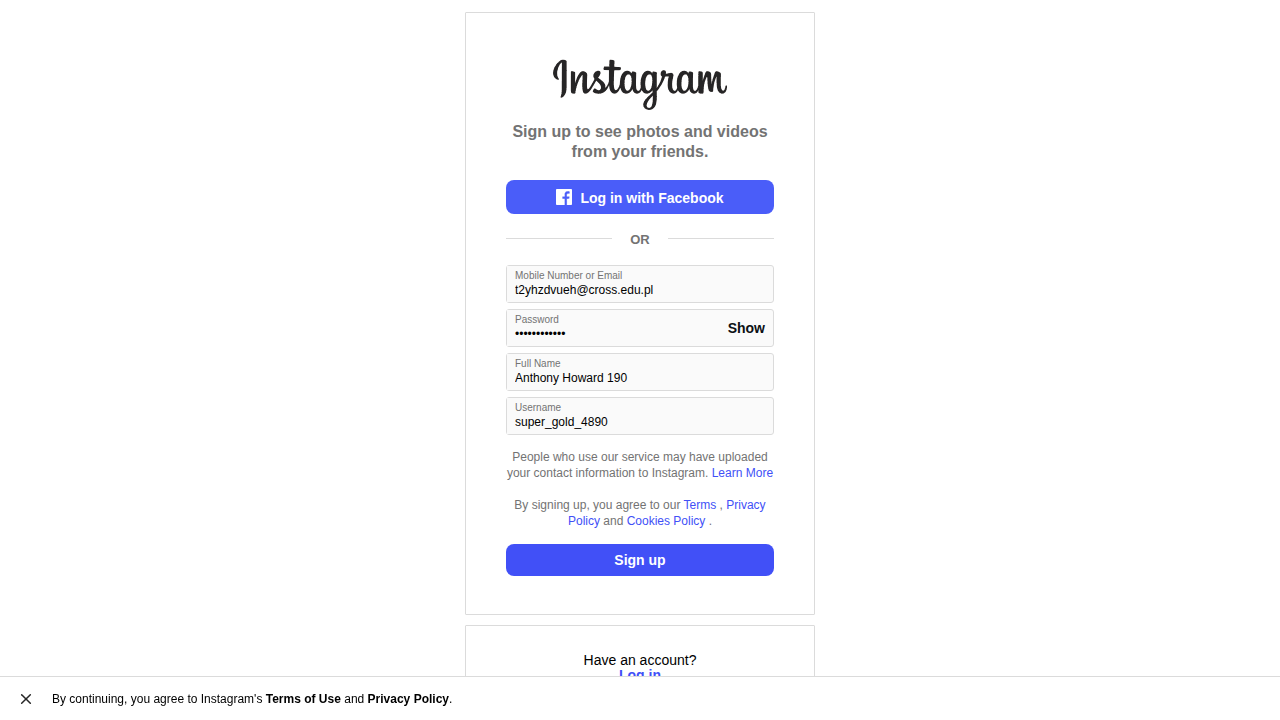 Instagram
Sign up to see photos and videos
from your friends.
Log in with Facebook
OR
Mobile Number or Email
t2yhzdvueh@cross.edu.pl
Password
••••••••••••
Show
Full Name
Anthony Howard 190
Username
super_gold_4890
People who use our service may have uploaded
your contact information to Instagram. Learn More
By signing up, you agree to our Terms , Privacy
Policy and Cookies Policy .
Sign up
Have an account?
Log in
By continuing, you agree to Instagram's Terms of Use and Privacy Policy.